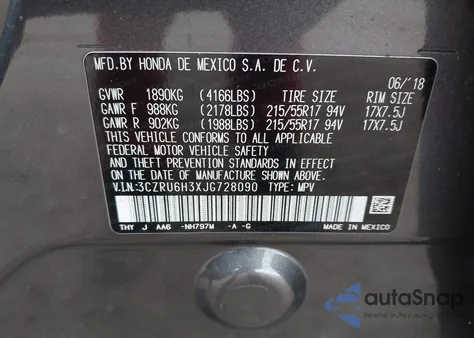 MFD.BY HONDA DE MEXICO S.A. DE C.V.
06/'18
GVWR 1890KG (4166LBS) TIRE SIZE RIM SIZE
GAWR F 988KG (2178LBS) 215/55R17 94V 17X7.5J
GAWR R 902KG (1988LBS) 215/55R17 94V 17X7.5J
THIS VEHICLE CONFORMS TO ALL APPLICABLE
FEDERAL MOTOR VEHICLE SAFETY, BUMPER, AND
THEFT PREVENTION STANDARDS IN EFFECT ON
THE DATE OF MANUFACTURE SHOWN ABOVE.
V.I.N:3CZRU6H3XJG728090 TYPE: MPV
THY J AA6 -NH797M -A -G MADE IN MEXICO
autoSnap